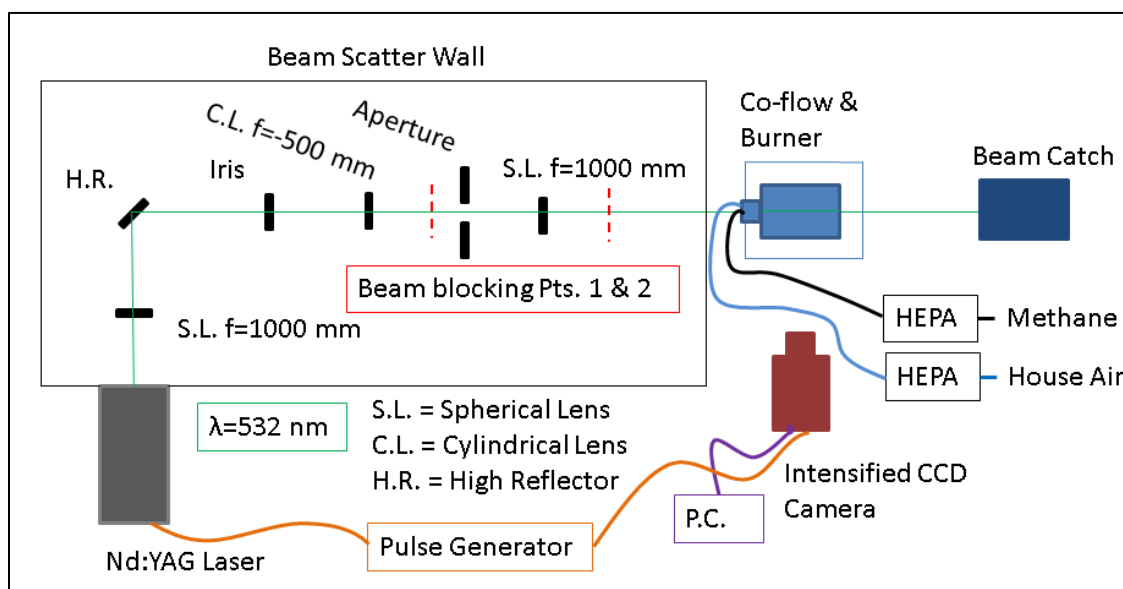 Beam Scatter Wall
C.L. f=-500 mm
Aperture
Co-flow &
Burner
H.R.
Iris
S.L. f=1000 mm
Beam Catch
Beam blocking Pts. 1 & 2
S.L. f=1000 mm
HEPA
Methane
HEPA
House Air
λ=532 nm
S.L. = Spherical Lens
C.L. = Cylindrical Lens
H.R. = High Reflector
Intensified CCD
Camera
P.C.
Pulse Generator
Nd:YAG Laser